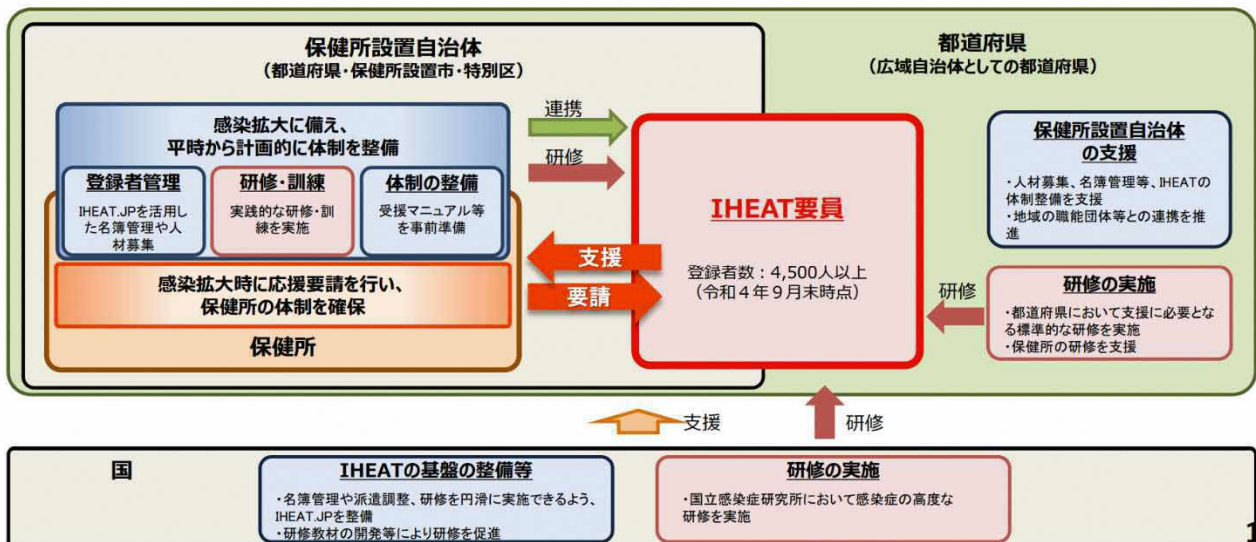 保健所設置自治体
（都道府県・保健所設置市・特別区）
感染拡大に備え、
平時から計画的に体制を整備
登録者管理
IHEAT.JPを活用し
た名簿管理や人
材募集
研修・訓練
実践的な研修・訓
練を実施
体制の整備
受援マニュアル等
を事前準備
感染拡大時に応援要請を行い、
保健所の体制を確保
保健所
連携
研修
支援
要請
IHEAT要員
登録者数：4,500人以上
（令和４年９月末時点）
都道府県
（広域自治体としての都道府県）
保健所設置自治体
の支援
・人材募集、名簿管理等、IHEATの
体制整備を支援
・地域の職能団体等との連携を推
進
研修
研修の実施
・都道府県において支援に必要とな
る標準的な研修を実施
・保健所の研修を支援
支援
研修
国
IHEATの基盤の整備等
・名簿管理や派遣調整、研修を円滑に実施できるよう、
IHEAT.JPを整備
・研修教材の開発等により研修を促進
研修の実施
・国立感染症研究所において感染症の高度な
研修を実施
1